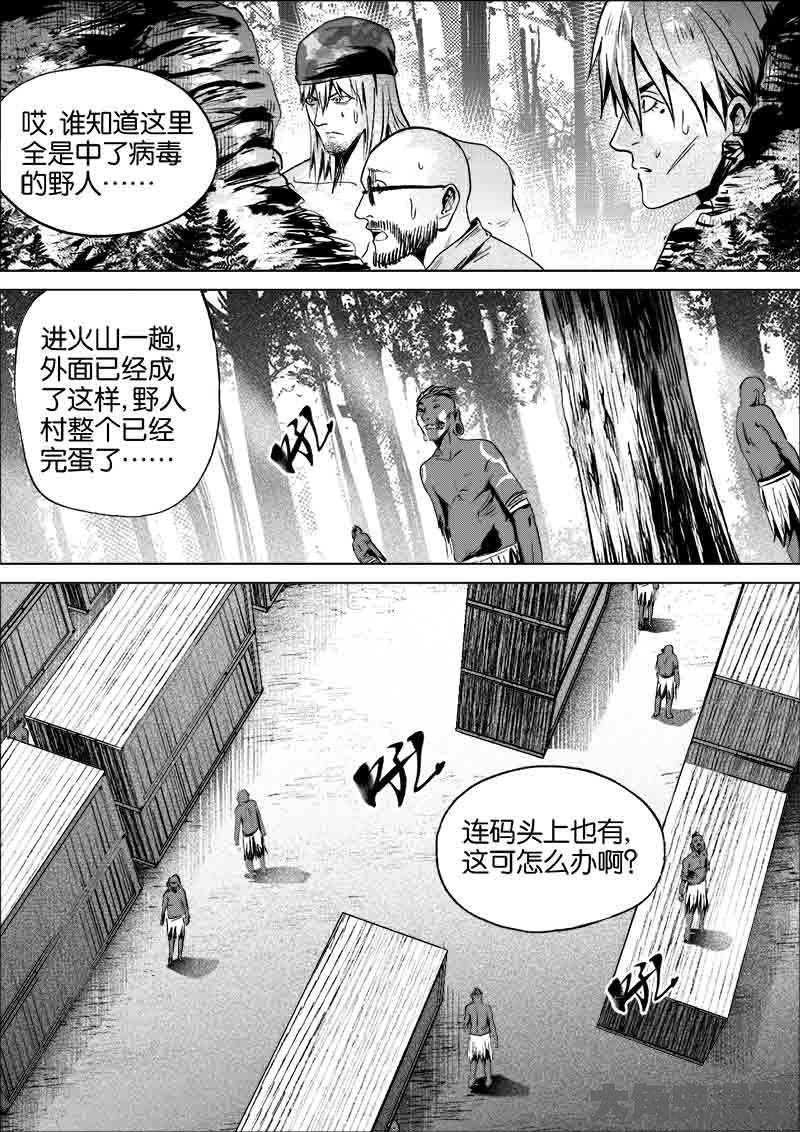 哎,谁知道这里
全是中了病毒
的野人……
进火山一趟,
外面已经成
了这样,野人
村整个已经
完蛋了……
吼
吼
连码头上也有,
这可怎么办啊?
吼